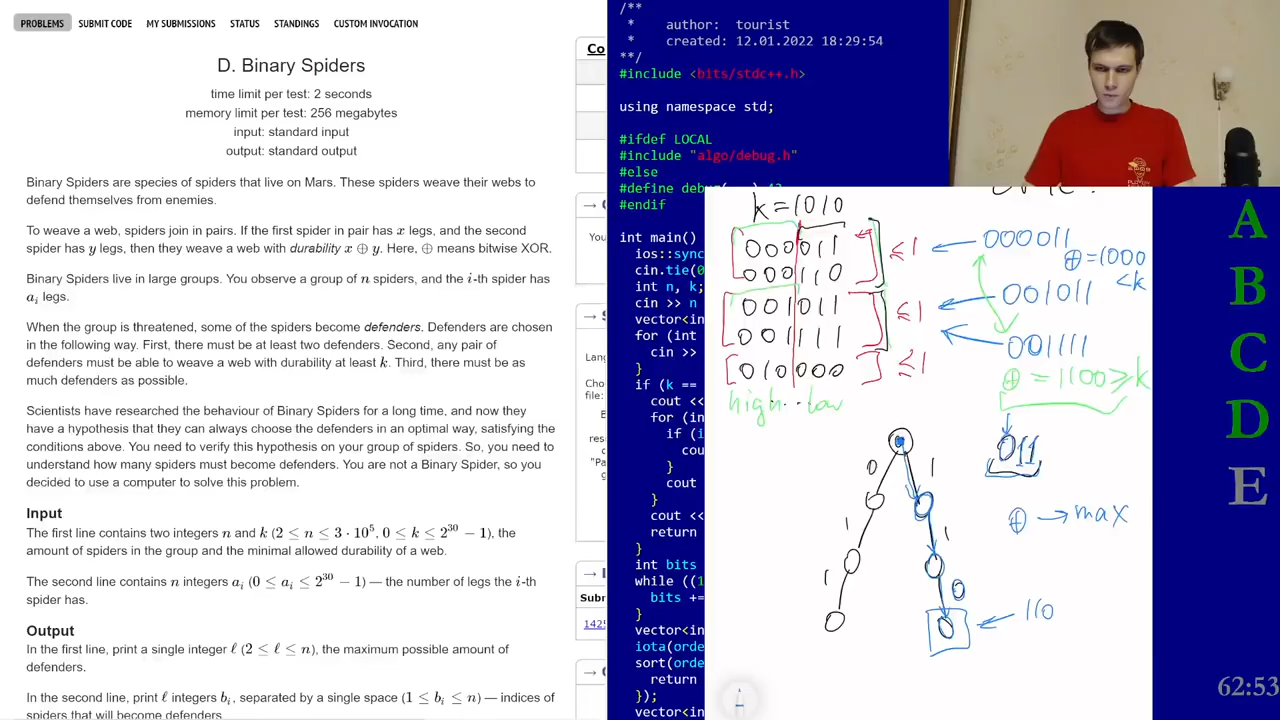 PROBLEMS SUBMIT CODE MY SUBMISSIONS STATUS STANDINGS CUSTOM INVOCATION
D. Binary Spiders
time limit per test: 2 seconds
memory limit per test: 256 megabytes
input: standard input
output: standard output
Binary Spiders are species of spiders that live on Mars. These spiders weave their webs to
defend themselves from enemies.
To weave a web, spiders join in pairs. If the first spider in pair has x legs, and the second
spider has y legs, then they weave a web with durability x ⊕ y. Here, ⊕ means bitwise XOR.
Binary Spiders live in large groups. You observe a group of n spiders, and the i-th spider has
a_i legs.
When the group is threatened, some of the spiders become defenders. Defenders are chosen
in the following way. First, there must be at least two defenders. Second, any pair of
defenders must be able to weave a web with durability at least k. Third, there must be as
much defenders as possible.
Scientists have researched the behaviour of Binary Spiders for a long time, and now they
have a hypothesis that they can always choose the defenders in an optimal way, satisfying the
conditions above. You need to verify this hypothesis on your group of spiders. So, you need to
understand how many spiders must become defenders. You are not a Binary Spider, so you
decided to use a computer to solve this problem.
Input
The first line contains two integers n and k (2 ≤ n ≤ 3 · 10^5, 0 ≤ k ≤ 2^30 − 1), the
amount of spiders in the group and the minimal allowed durability of a web.
The second line contains n integers a_i (0 ≤ a_i ≤ 2^30 − 1) — the number of legs the i-th
spider has.
Output
In the first line, print a single integer ℓ (2 ≤ ℓ ≤ n), the maximum possible amount of
defenders.
In the second line, print ℓ integers b_i, separated by a single space (1 ≤ b_i ≤ n) — indices of
spiders that will become defenders.
Co
→ C
You
→
Lang
Choo
file:
Be
resec
"Pa
g
→ I
Subm
1425
→
/**
* author: tourist
* created: 12.01.2022 18:29:54
**/
#include <bits/stdc++.h>
using namespace std;
#ifdef LOCAL
#include "algo/debug.h"
#else
#define deb
#endif
int main()
ios::sync
cin.tie(0
int n, k;
cin >> n
vector<in
for (int
cin >>
}
if (k ==
cout <<
for (in
if (i
cou
}
cout
}
cout <<
return
}
int bits
while ((1
bits +=
}
vector<in
iota(orde
sort(orde
return
});
vector<in
k=1010
000011 ≤1 000011
000110 ⊕=1000
<k
001011 ≤1 001011
001111 001111
010000 ≤1 ⊕=1100≥k
high... low
011
0 1
1 1 ⊕→max
1 0
110
A
B
C
D
E
62:53